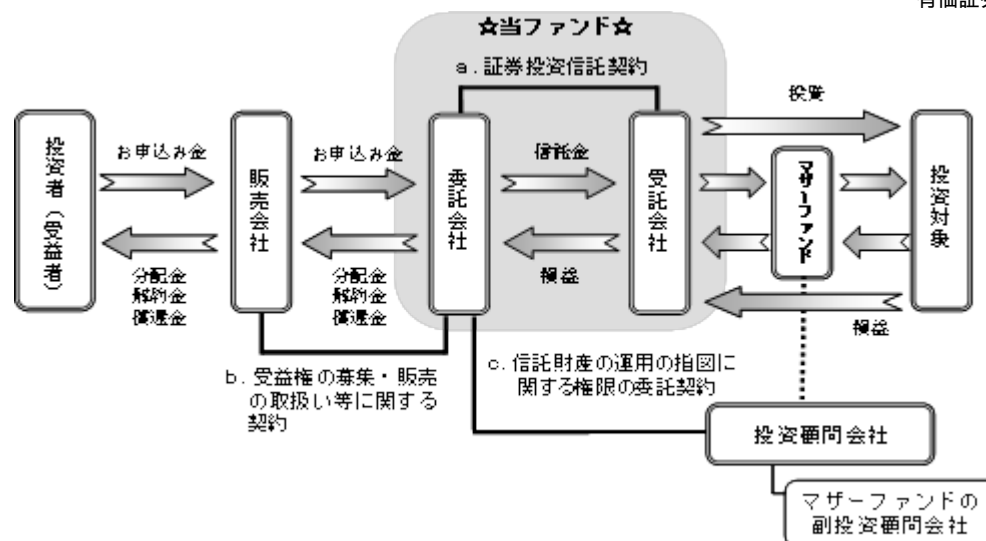 有価証券
☆当ファンド☆
a．証券投資信託契約
投資
投資者（受益者）
お申込み金
販売会社
お申込み金
委託会社
信託金
受託会社
マザーファンド
投資対象
分配金
解約金
償還金
分配金
解約金
償還金
損益
損益
b．受益権の募集・販売
の取扱い等に関する
契約
c．信託財産の運用の指図に
関する権限の委託契約
投資顧問会社
マザーファンドの
副投資顧問会社